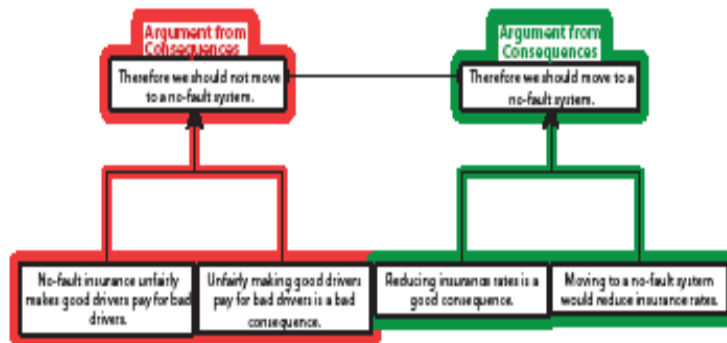 Argument from
Consequences
Therefore we should not move
to a no-fault system.
Argument from
Consequences
Therefore we should move to a
no-fault system.
No-fault insurance unfairly
makes good drivers pay for bad
drivers.
Unfairly making good drivers
pay for bad drivers is a bad
consequence.
Reducing insurance rates is a
good consequence.
Moving to a no-fault system
would reduce insurance rates.